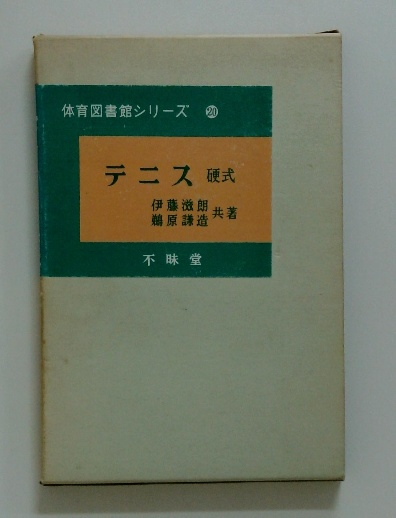 体育図書館シリーズ ⑳
テニス 硬式
伊藤滋朗
鵜原謙造 共著
不昧堂